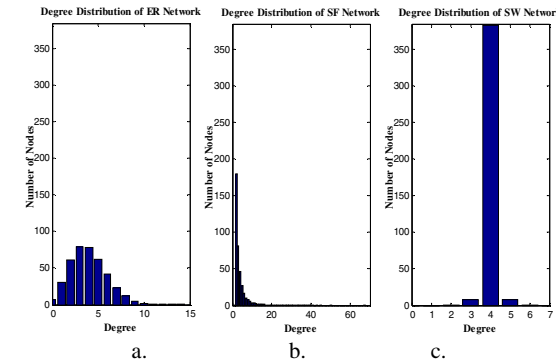 Degree Distribution of ER Network
Number of Nodes
350
300
250
200
150
100
50
0
0 5 10 15
Degree
a.
Degree Distribution of SF Network
Number of Nodes
350
300
250
200
150
100
50
0
0 20 40 60
Degree
b.
Degree Distribution of SW Networ
Number of Nodes
350
300
250
200
150
100
50
0
0 1 2 3 4 5 6 7
Degree
c.